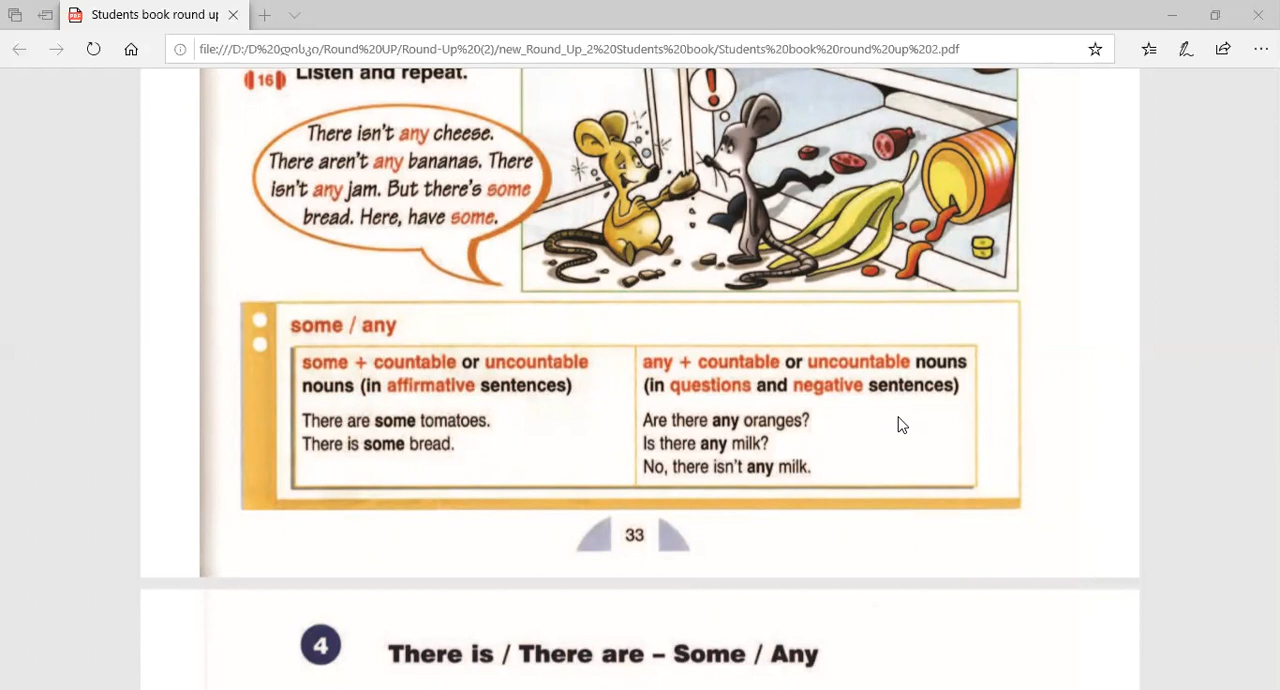 Students book round up
file:///D:/D%20დისკი/Round%20UP/Round-Up%20(2)/new_Round_Up_2%20Students%20book/Students%20book%20round%20up%202.pdf
16 Listen and repeat.
There isn't any cheese.
There aren't any bananas. There
isn't any jam. But there's some
bread. Here, have some.
!
some / any
some + countable or uncountable
nouns (in affirmative sentences)
There are some tomatoes.
There is some bread.
any + countable or uncountable nouns
(in questions and negative sentences)
Are there any oranges?
Is there any milk?
No, there isn't any milk.
33
4 There is / There are – Some / Any